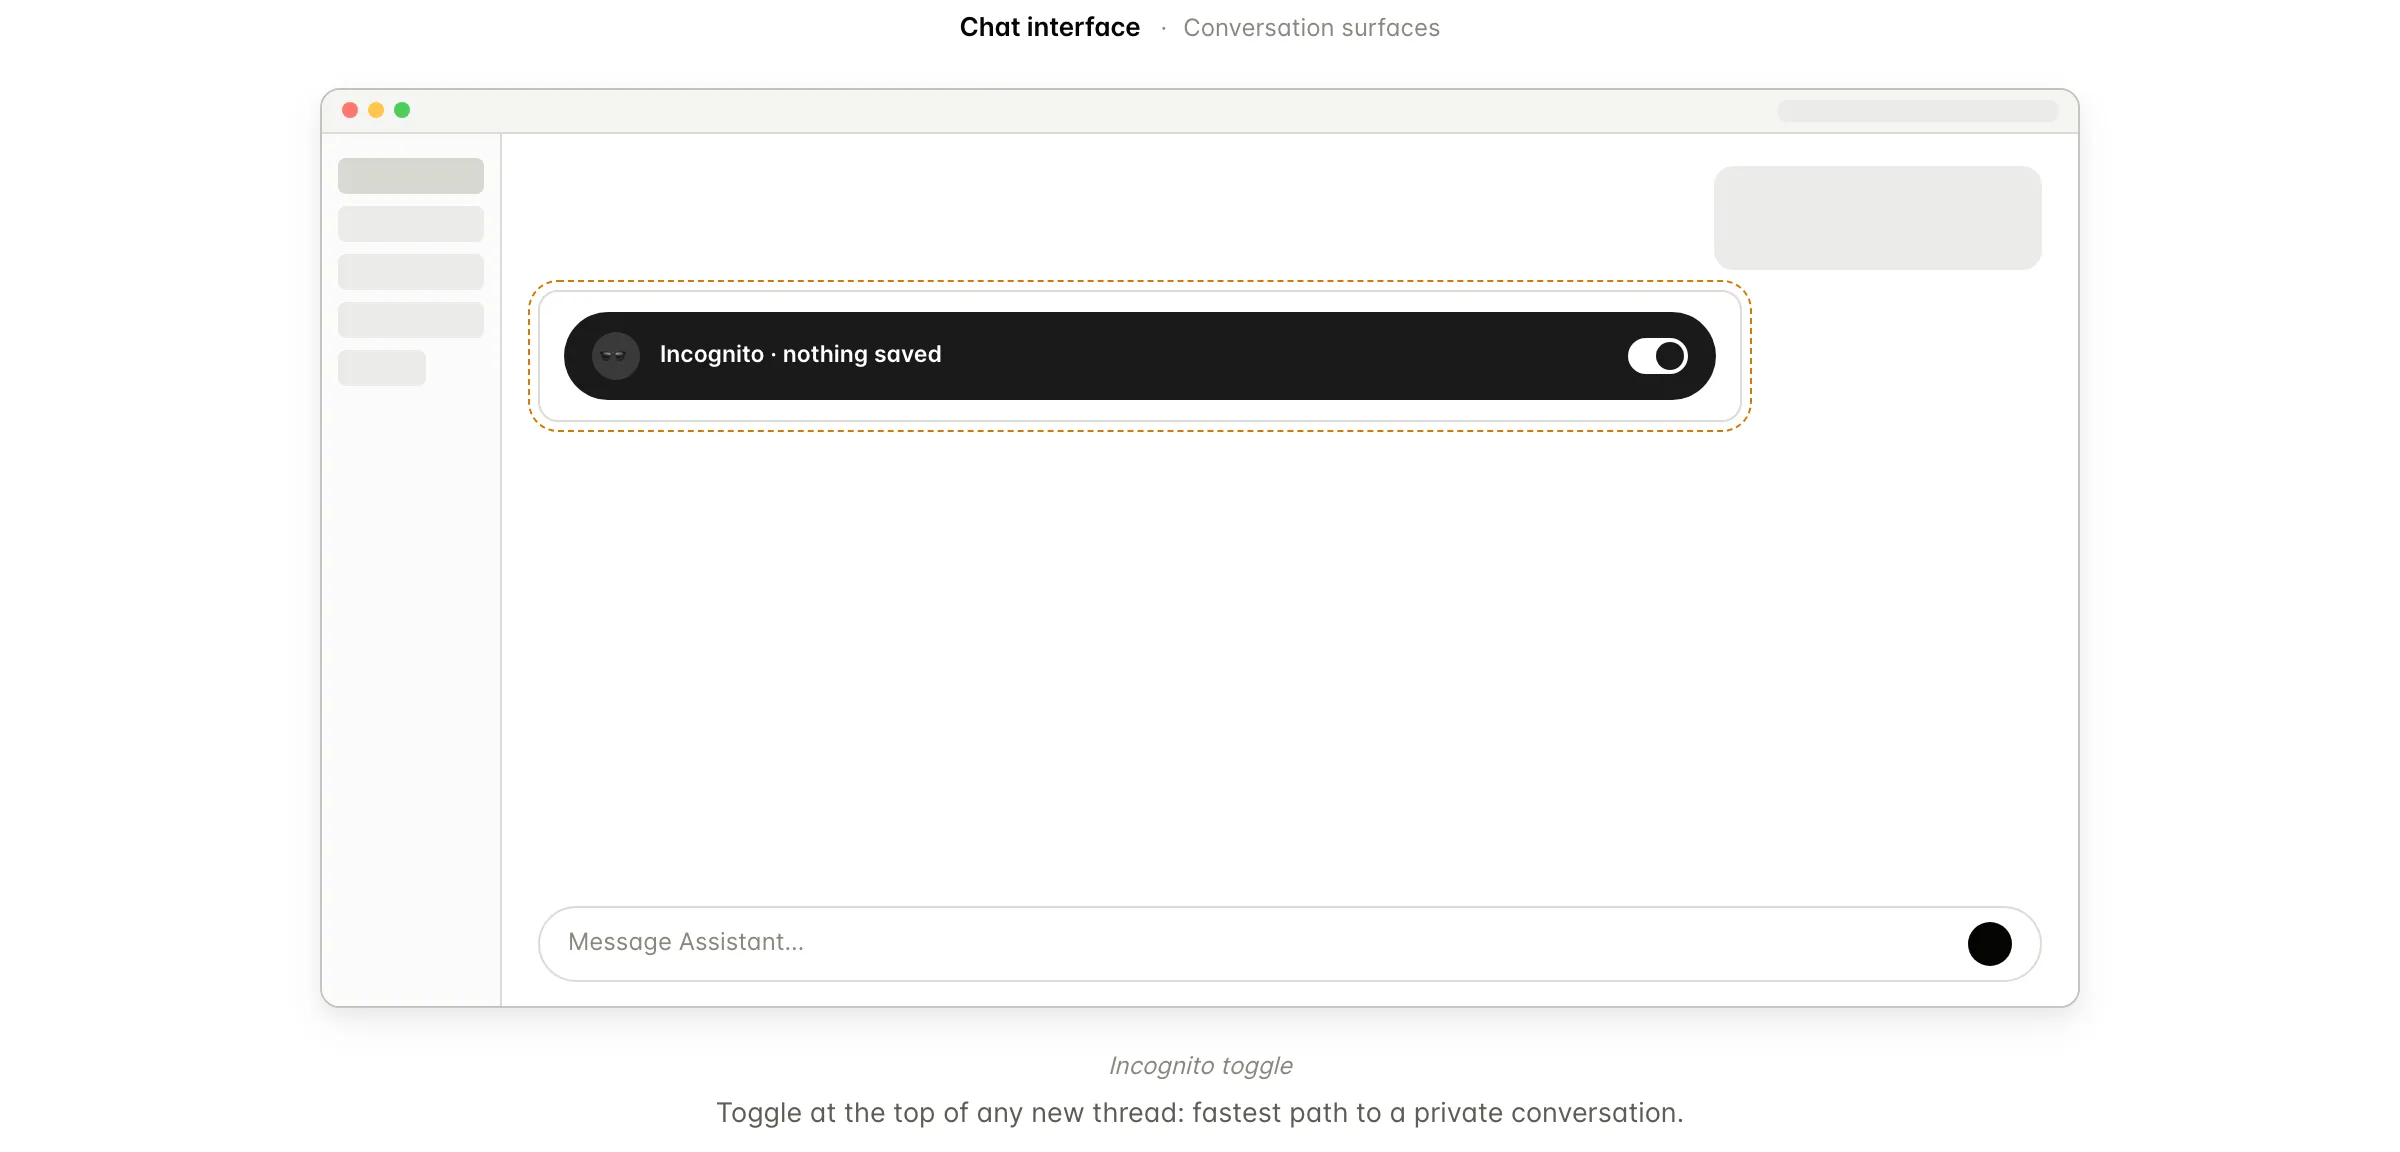 Chat interface · Conversation surfaces
Incognito · nothing saved
Message Assistant...
Incognito toggle
Toggle at the top of any new thread: fastest path to a private conversation.